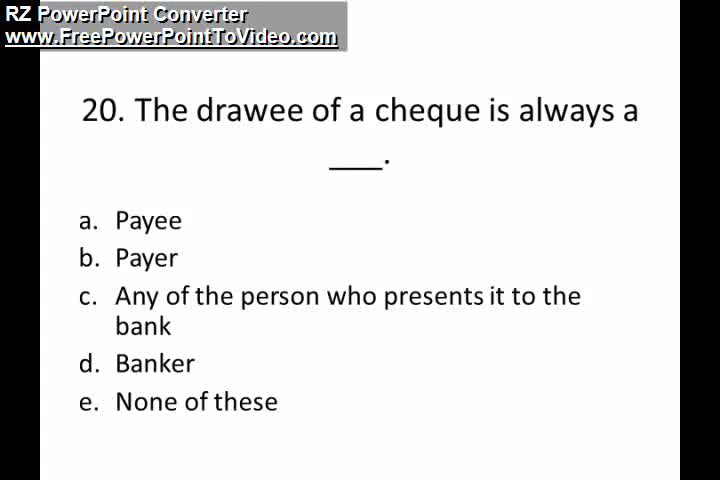 RZ PowerPoint Converter
www.FreePowerPointToVideo.com
20. The drawee of a cheque is always a
___.
a. Payee
b. Payer
c. Any of the person who presents it to the
bank
d. Banker
e. None of these